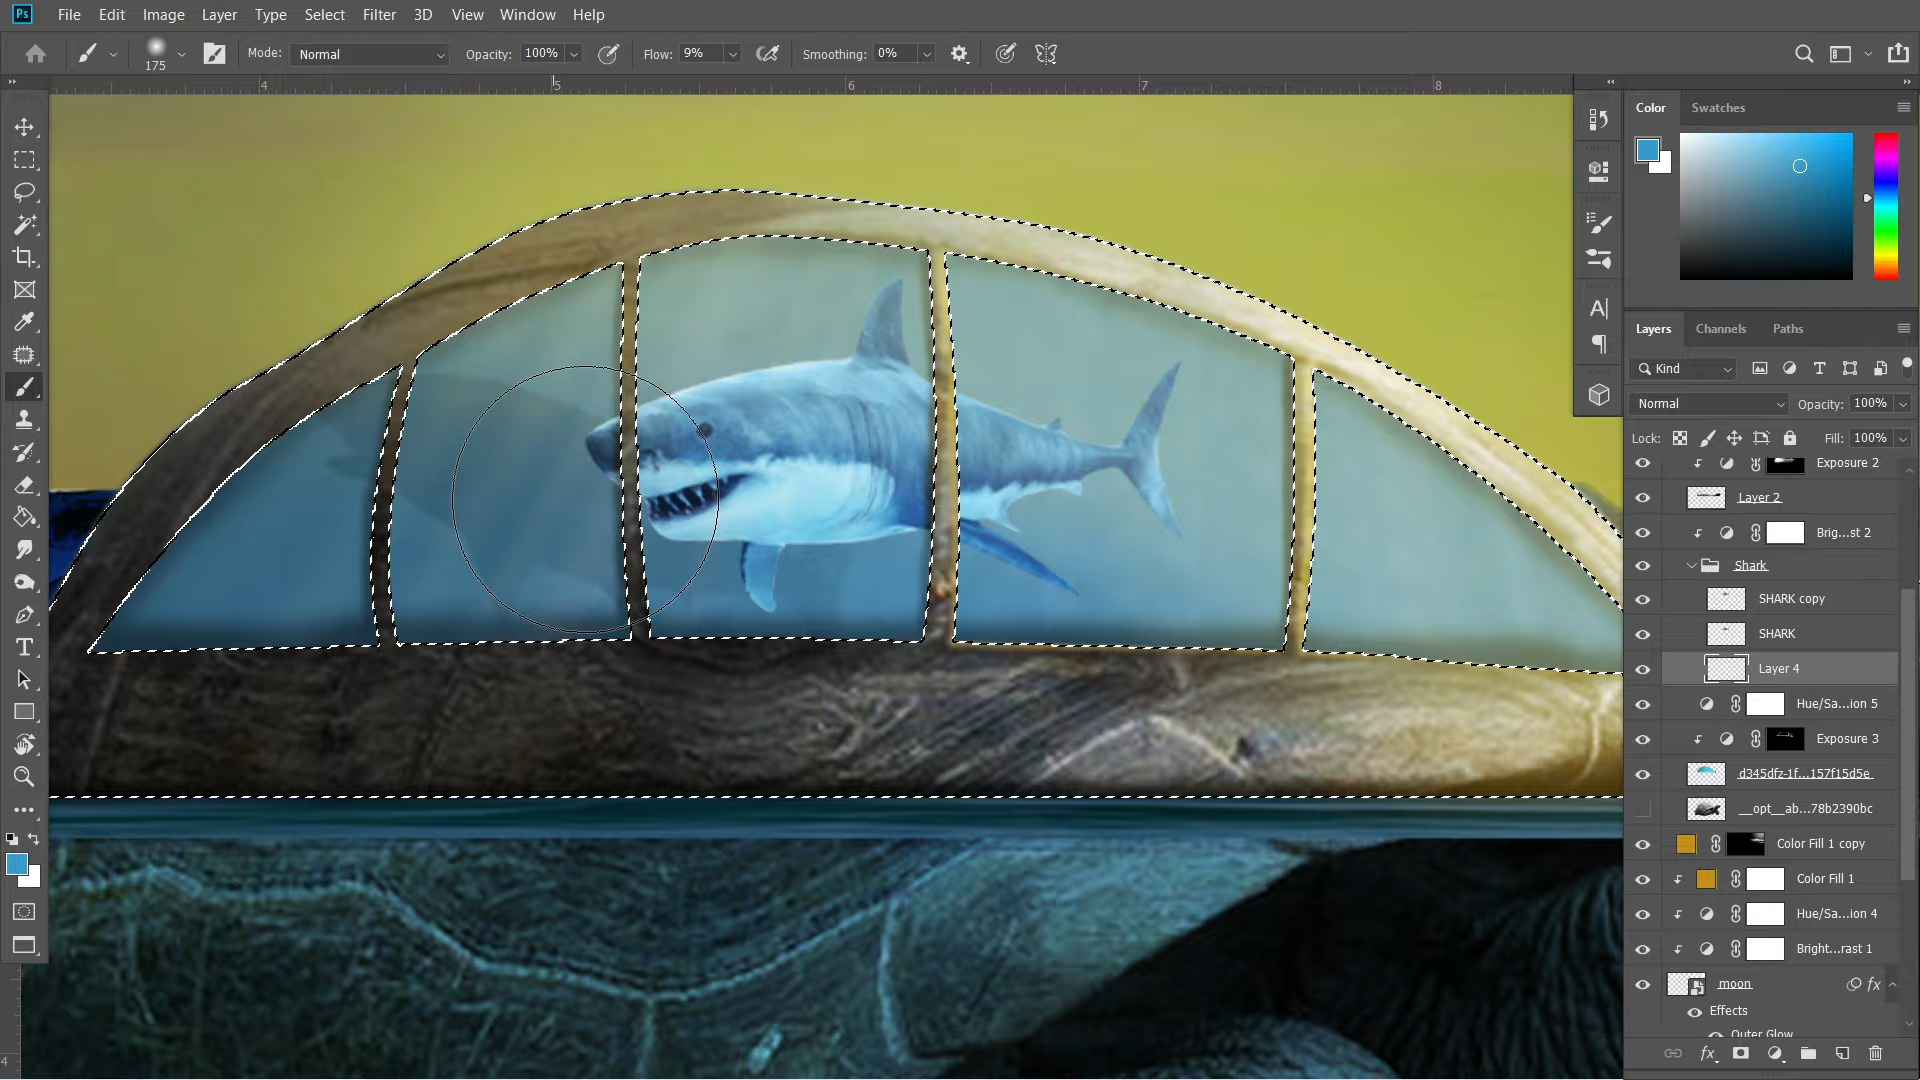 Ps File Edit Image Layer Type Select Filter 3D View Window Help
175 Mode: Normal Opacity: 100% Flow: 9% Smoothing: 0%
4 5 6 7 8
Color Swatches
Layers Channels Paths
Kind
Normal Opacity: 100%
Lock: Fill: 100%
Exposure 2
Layer 2
Brig...st 2
Shark
SHARK copy
SHARK
Layer 4
Hue/Sa...ion 5
Exposure 3
d345dfz-1f...157f15d5e
__opt__ab...78b2390bc
Color Fill 1 copy
Color Fill 1
Hue/Sa...ion 4
Bright...rast 1
moon fx
Effects
Outer Glow
4
fx